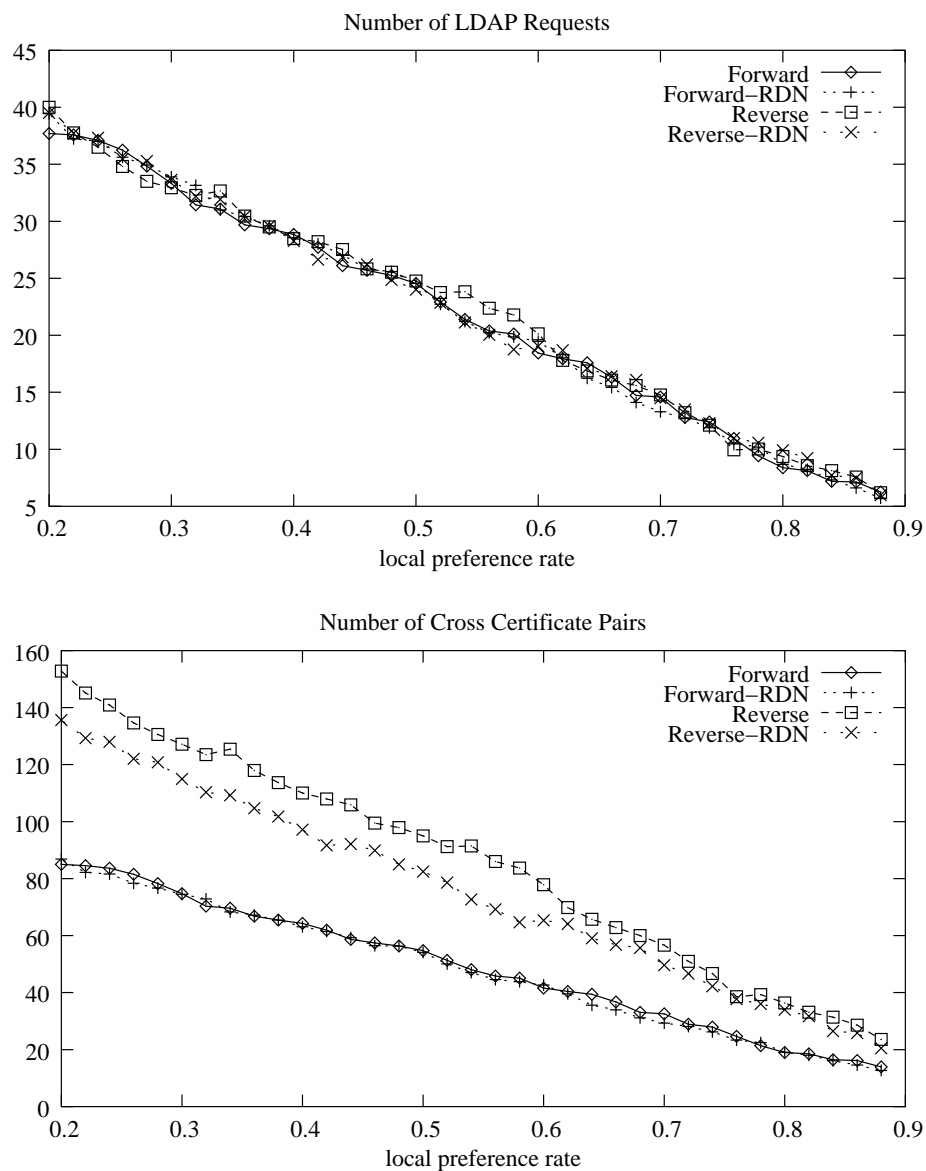 Number of LDAP Requests
45
40
35
30
25
20
15
10
5
Forward
Forward−RDN
Reverse
Reverse−RDN
0.2 0.3 0.4 0.5 0.6 0.7 0.8 0.9
local preference rate
Number of Cross Certificate Pairs
160
140
120
100
80
60
40
20
0
Forward
Forward−RDN
Reverse
Reverse−RDN
0.2 0.3 0.4 0.5 0.6 0.7 0.8 0.9
local preference rate